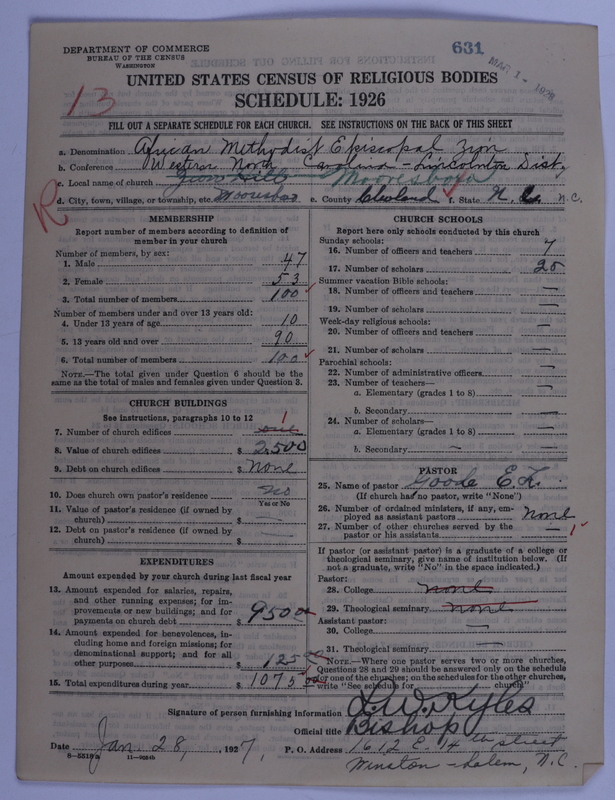 DEPARTMENT OF COMMERCE
BUREAU OF THE CENSUS
WASHINGTON
631
MAR 1 - 1928
UNITED STATES CENSUS OF RELIGIOUS BODIES
13
SCHEDULE: 1926
FILL OUT A SEPARATE SCHEDULE FOR EACH CHURCH. SEE INSTRUCTIONS ON THE BACK OF THIS SHEET
a. Denomination African Methodist Episcopal Zion
b. Conference Western North Carolina - Lincolnton Dist.
c. Local name of church Mooresboro
R
d. City, town, village, or township, etc. Mooresboro e. County Cleveland f. State N. C. N.C.
MEMBERSHIP
Report number of members according to definition of member in your church
Number of members, by sex:
1. Male 47
2. Female 53
3. Total number of members 100
Number of members under and over 13 years old:
4. Under 13 years of age 10
5. 13 years old and over 90
6. Total number of members 100
NOTE.—The total given under Question 6 should be the same as the total of males and females given under Question 3.
CHURCH BUILDINGS
See instructions, paragraphs 10 to 12
7. Number of church edifices one 1
8. Value of church edifices $ 2,500
9. Debt on church edifices $ None
10. Does church own pastor's residence No
Yes or No
11. Value of pastor's residence (if owned by church) $ —
12. Debt on pastor's residence (if owned by church) $ —
EXPENDITURES
Amount expended by your church during last fiscal year
13. Amount expended for salaries, repairs, and other running expenses; for improvements or new buildings; and for payments on church debt $ 950 00
14. Amount expended for benevolences, including home and foreign missions; for denominational support; and for all other purposes $ 125 00
15. Total expenditures during year $ 1075 00
CHURCH SCHOOLS
Report here only schools conducted by this church
Sunday schools:
16. Number of officers and teachers 7
17. Number of scholars 25
Summer vacation Bible schools:
18. Number of officers and teachers —
19. Number of scholars —
Week-day religious schools:
20. Number of officers and teachers —
21. Number of scholars —
Parochial schools:
22. Number of administrative officers —
23. Number of teachers—
a. Elementary (grades 1 to 8) —
b. Secondary —
24. Number of scholars—
a. Elementary (grades 1 to 8) —
b. Secondary — —
PASTOR
25. Name of pastor Goode E. K.
(If church has no pastor, write "None")
26. Number of ordained ministers, if any, employed as assistant pastors None
27. Number of other churches served by the pastor or his assistants —
If pastor (or assistant pastor) is a graduate of a college or theological seminary, give name of institution below. (If not a graduate, write "No" in the space indicated.)
Pastor:
28. College none
29. Theological seminary none
Assistant pastor:
30. College —
31. Theological seminary —
NOTE.—Where one pastor serves two or more churches, Questions 28 and 29 should be answered only on the schedule for one of the churches; on the schedules for the other churches, write "See schedule for church"
Signature of person furnishing information L. W. Kyles
Official title Bishop
Date Jan. 28, 1927, P. O. Address 1612 E. 14th street
Winston-Salem, N.C.